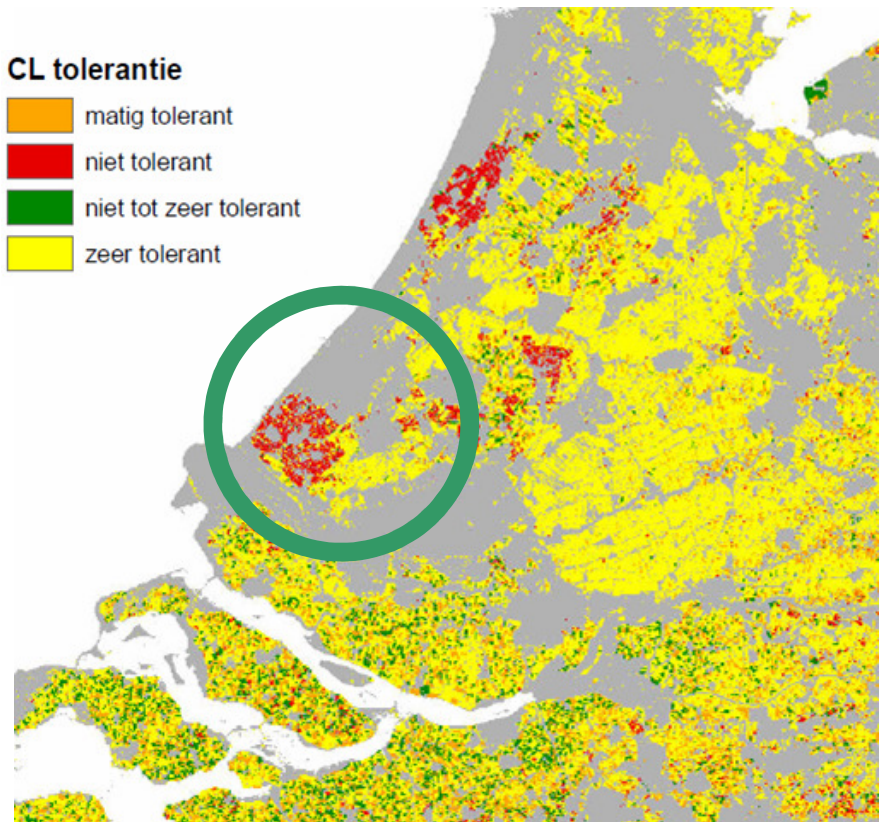 CL tolerantie
matig tolerant
niet tolerant
niet tot zeer tolerant
zeer tolerant